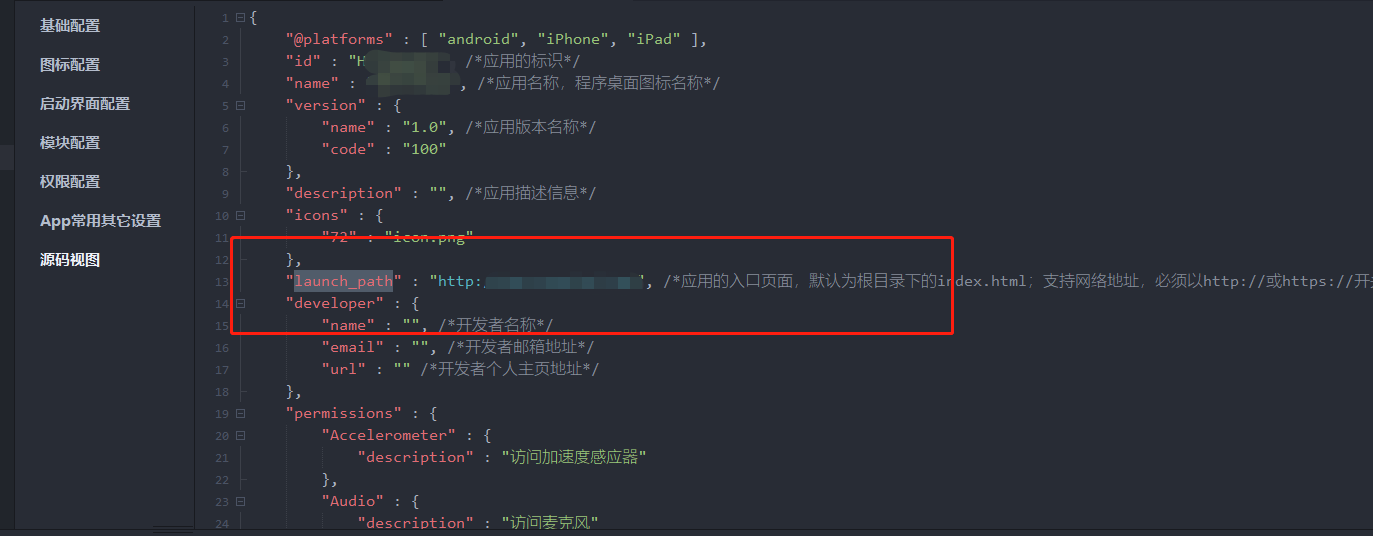 基础配置
图标配置
启动界面配置
模块配置
权限配置
App常用其它设置
源码视图
1 {
2 "@platforms" : [ "android", "iPhone", "iPad" ],
3 "id" : "H /*应用的标识*/
4 "name" : , /*应用名称，程序桌面图标名称*/
5 "version" : {
6 "name" : "1.0", /*应用版本名称*/
7 "code" : "100"
8 },
9 "description" : "", /*应用描述信息*/
10 "icons" : {
11 "72" : "icon.png"
12 },
13 "launch_path" : "http:/ ", /*应用的入口页面，默认为根目录下的index.html；支持网络地址，必须以http://或https://开
14 "developer" : {
15 "name" : "", /*开发者名称*/
16 "email" : "", /*开发者邮箱地址*/
17 "url" : "" /*开发者个人主页地址*/
18 },
19 "permissions" : {
20 "Accelerometer" : {
21 "description" : "访问加速度感应器"
22 },
23 "Audio" : {
24 "description" : "访问麦克风"